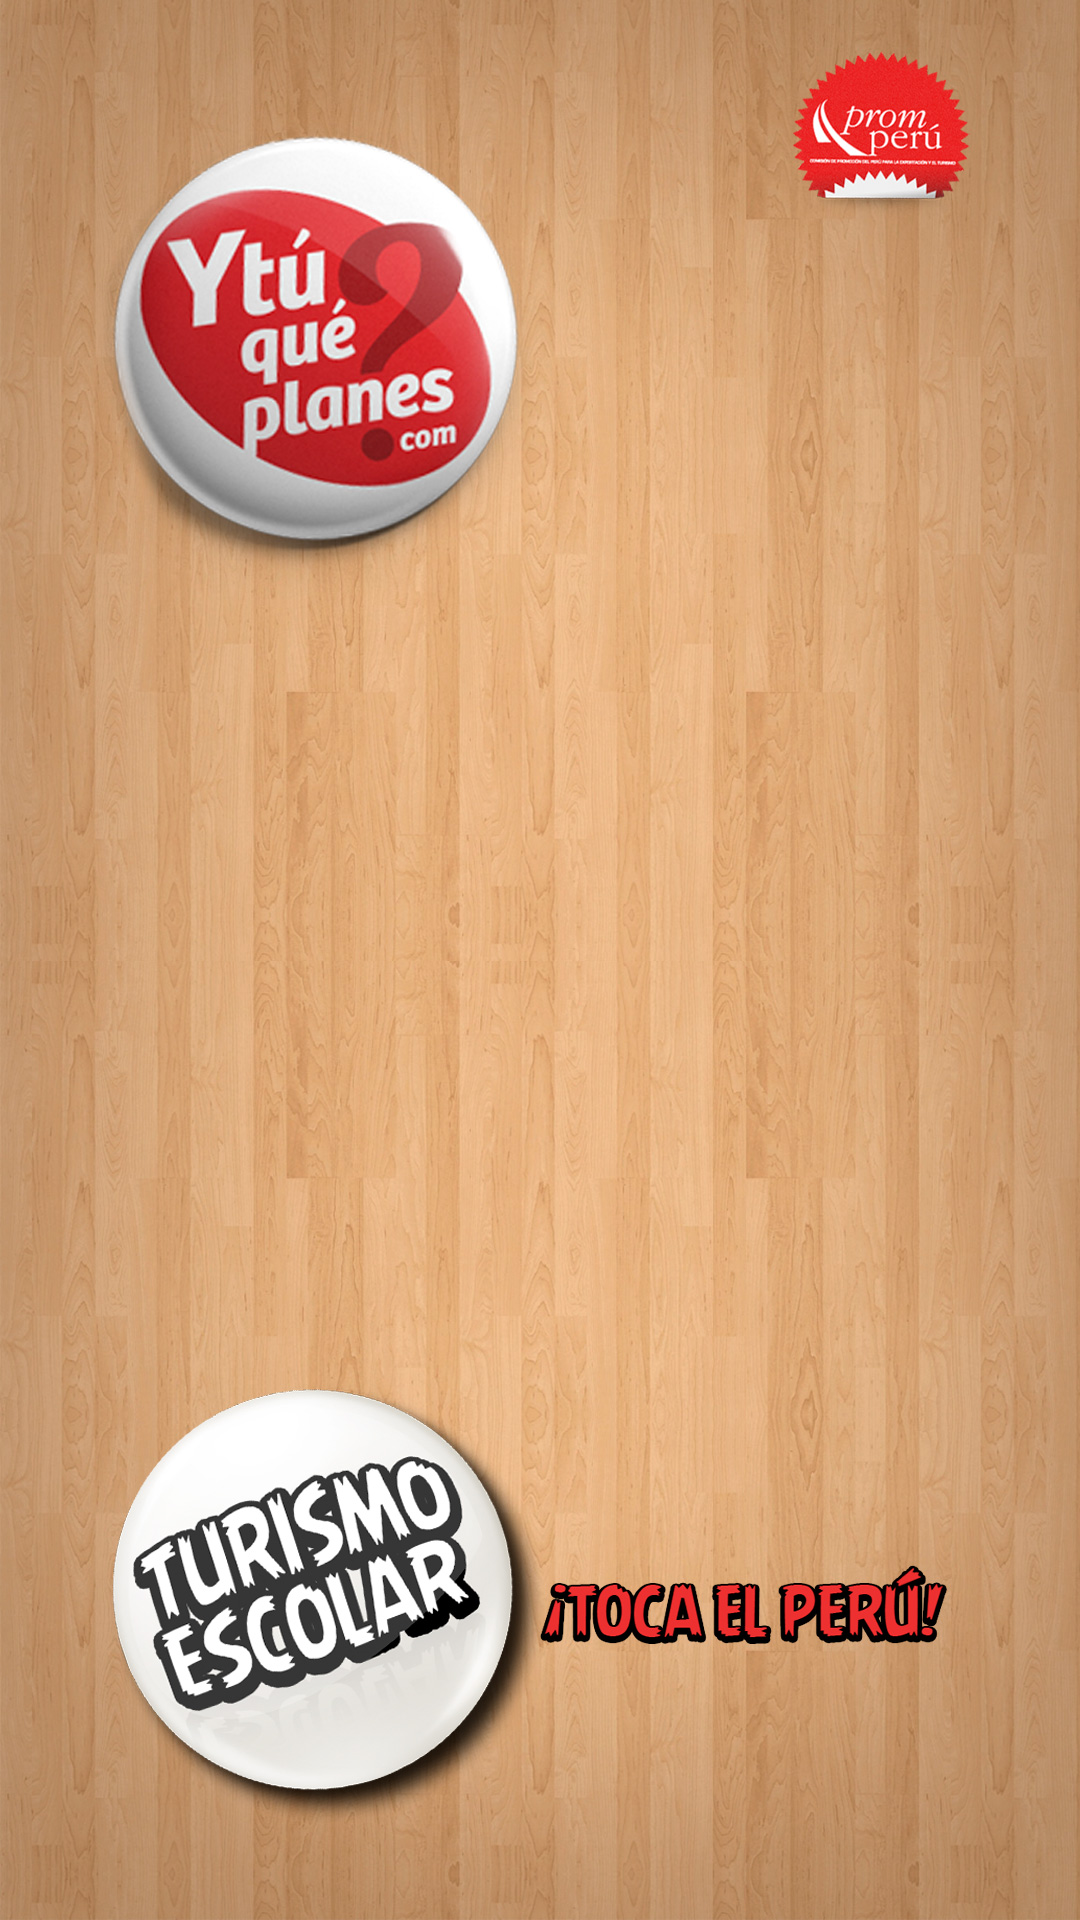 prom
perú
COMISIÓN DE PROMOCIÓN DEL PERÚ PARA LA EXPORTACIÓN Y EL TURISMO
Y tú
qué
planes
.com
?
TURISMO
ESCOLAR
¡TOCA EL PERÚ!